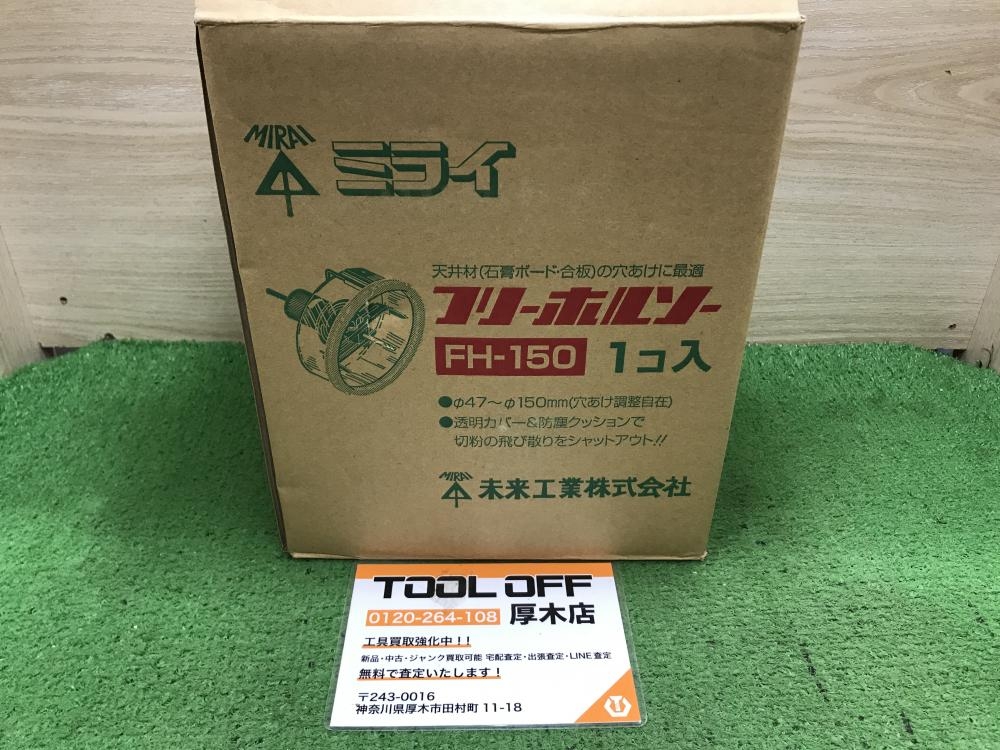 MIRAI
ミライ
天井材(石膏ボード・合板)の穴あけに最適
フリーホルソー
FH-150 1コ入
●φ47～φ150mm(穴あけ調整自在)
●透明カバー&防塵クッションで
切粉の飛び散りをシャットアウト!!
MIRAI 未来工業株式会社
TOOL OFF
0120-264-108 厚木店
工具買取強化中!!
新品・中古・ジャンク買取可能 宅配査定・出張査定・LINE査定
無料で査定いたします!
〒243-0016
神奈川県厚木市田村町 11-18